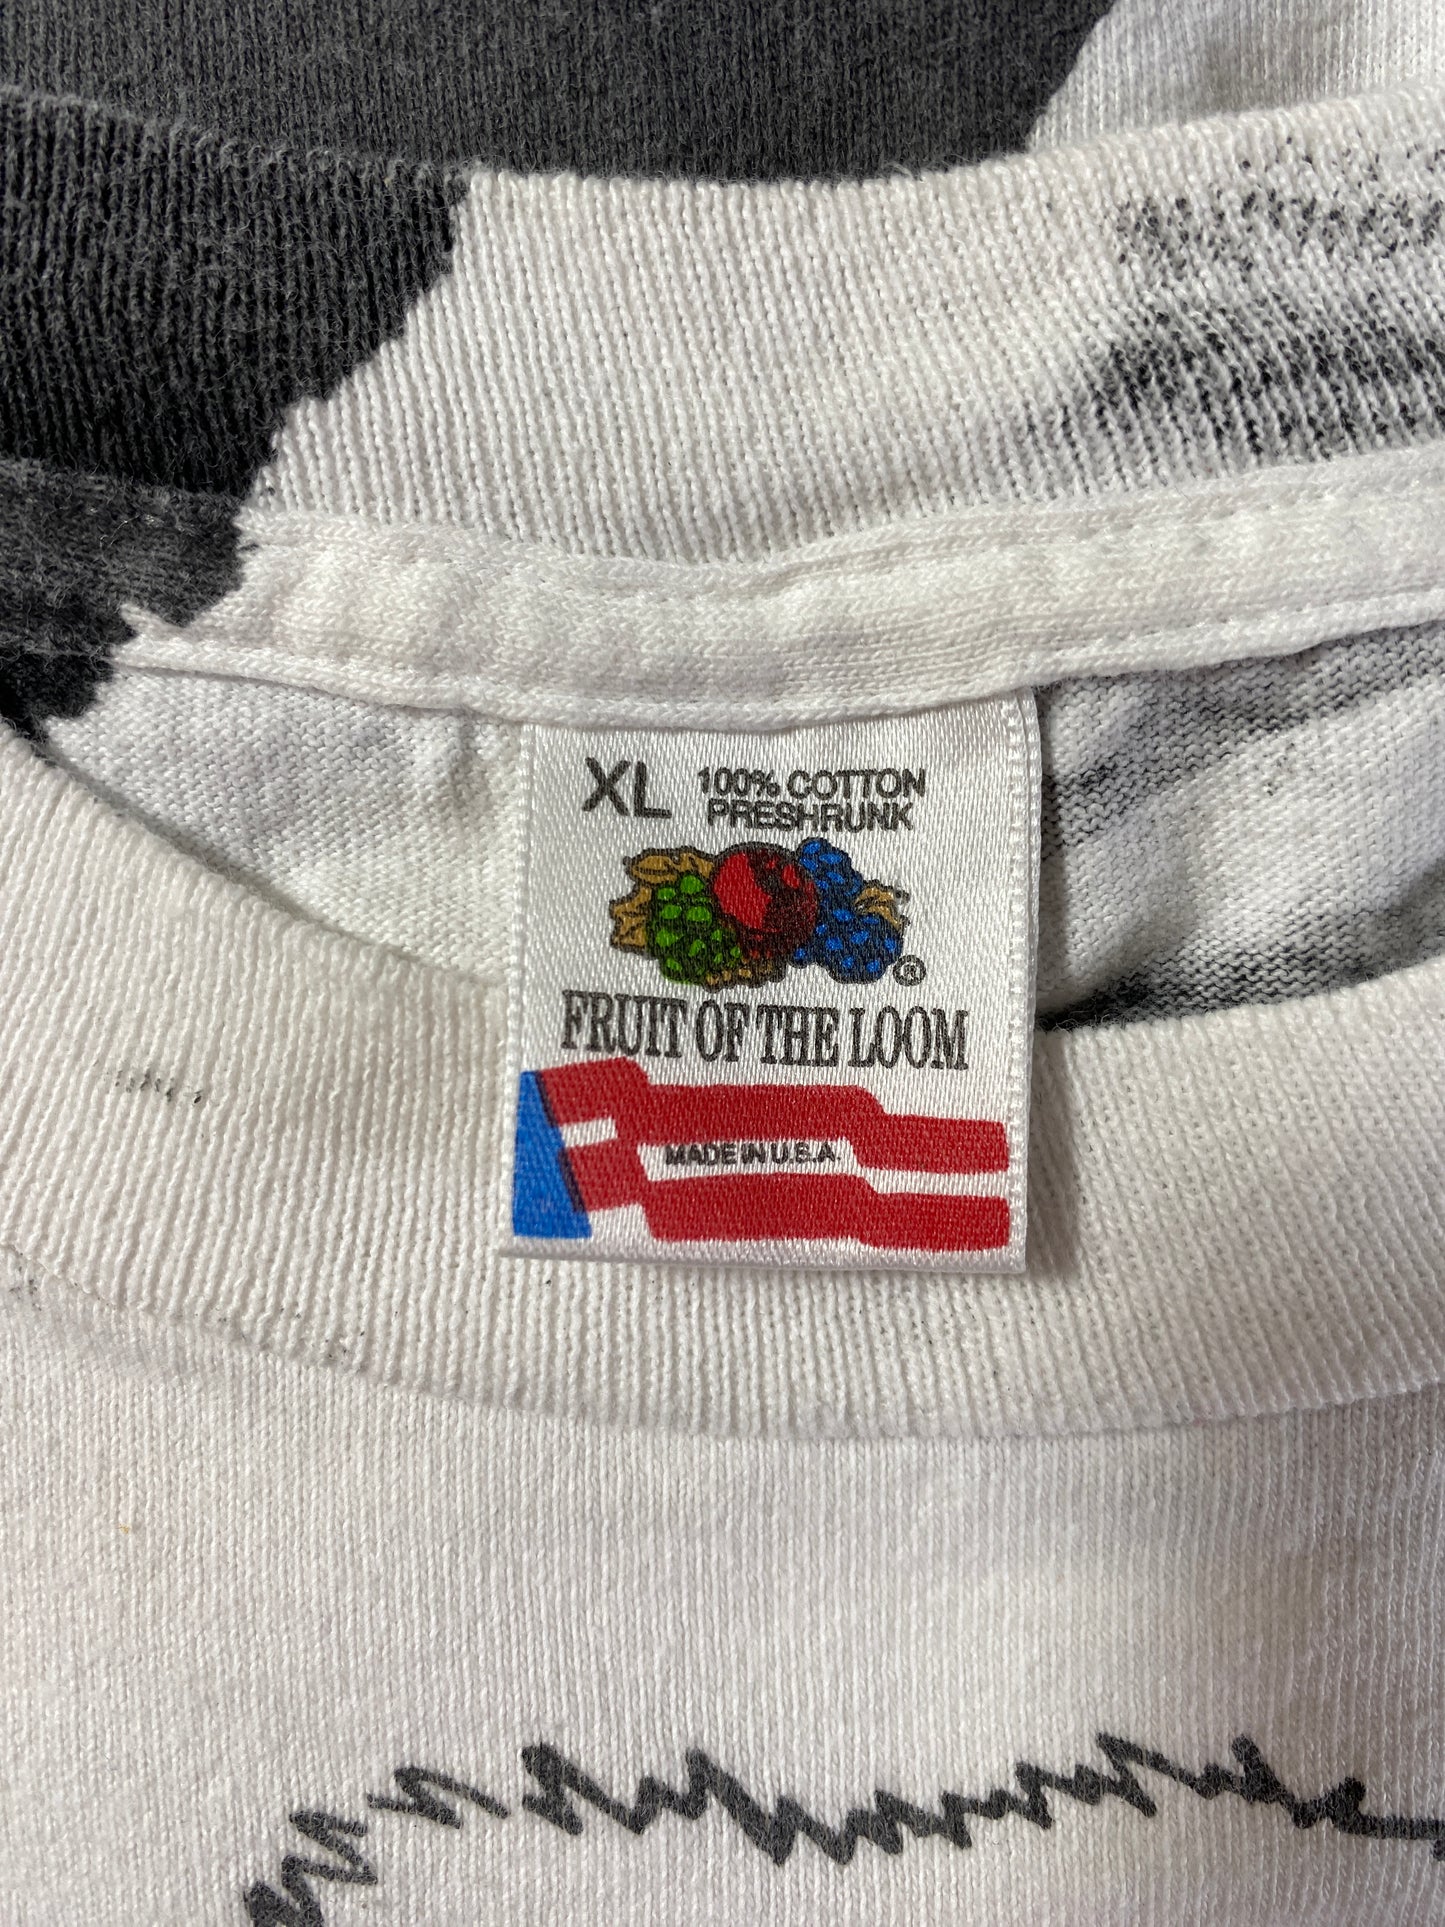 XL 100% COTTON
PRESHRUNK
®
FRUIT OF THE LOOM
MADE IN U.S.A.